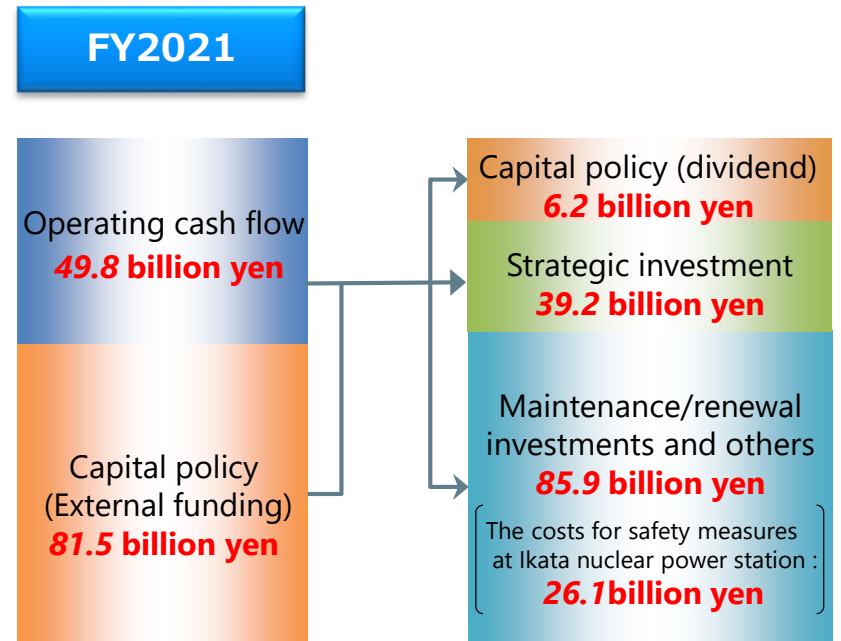 FY2021
Operating cash flow
49.8 billion yen
Capital policy
(External funding)
81.5 billion yen
Capital policy (dividend)
6.2 billion yen
Strategic investment
39.2 billion yen
Maintenance/renewal
investments and others
85.9 billion yen
The costs for safety measures
at Ikata nuclear power station :
26.1billion yen